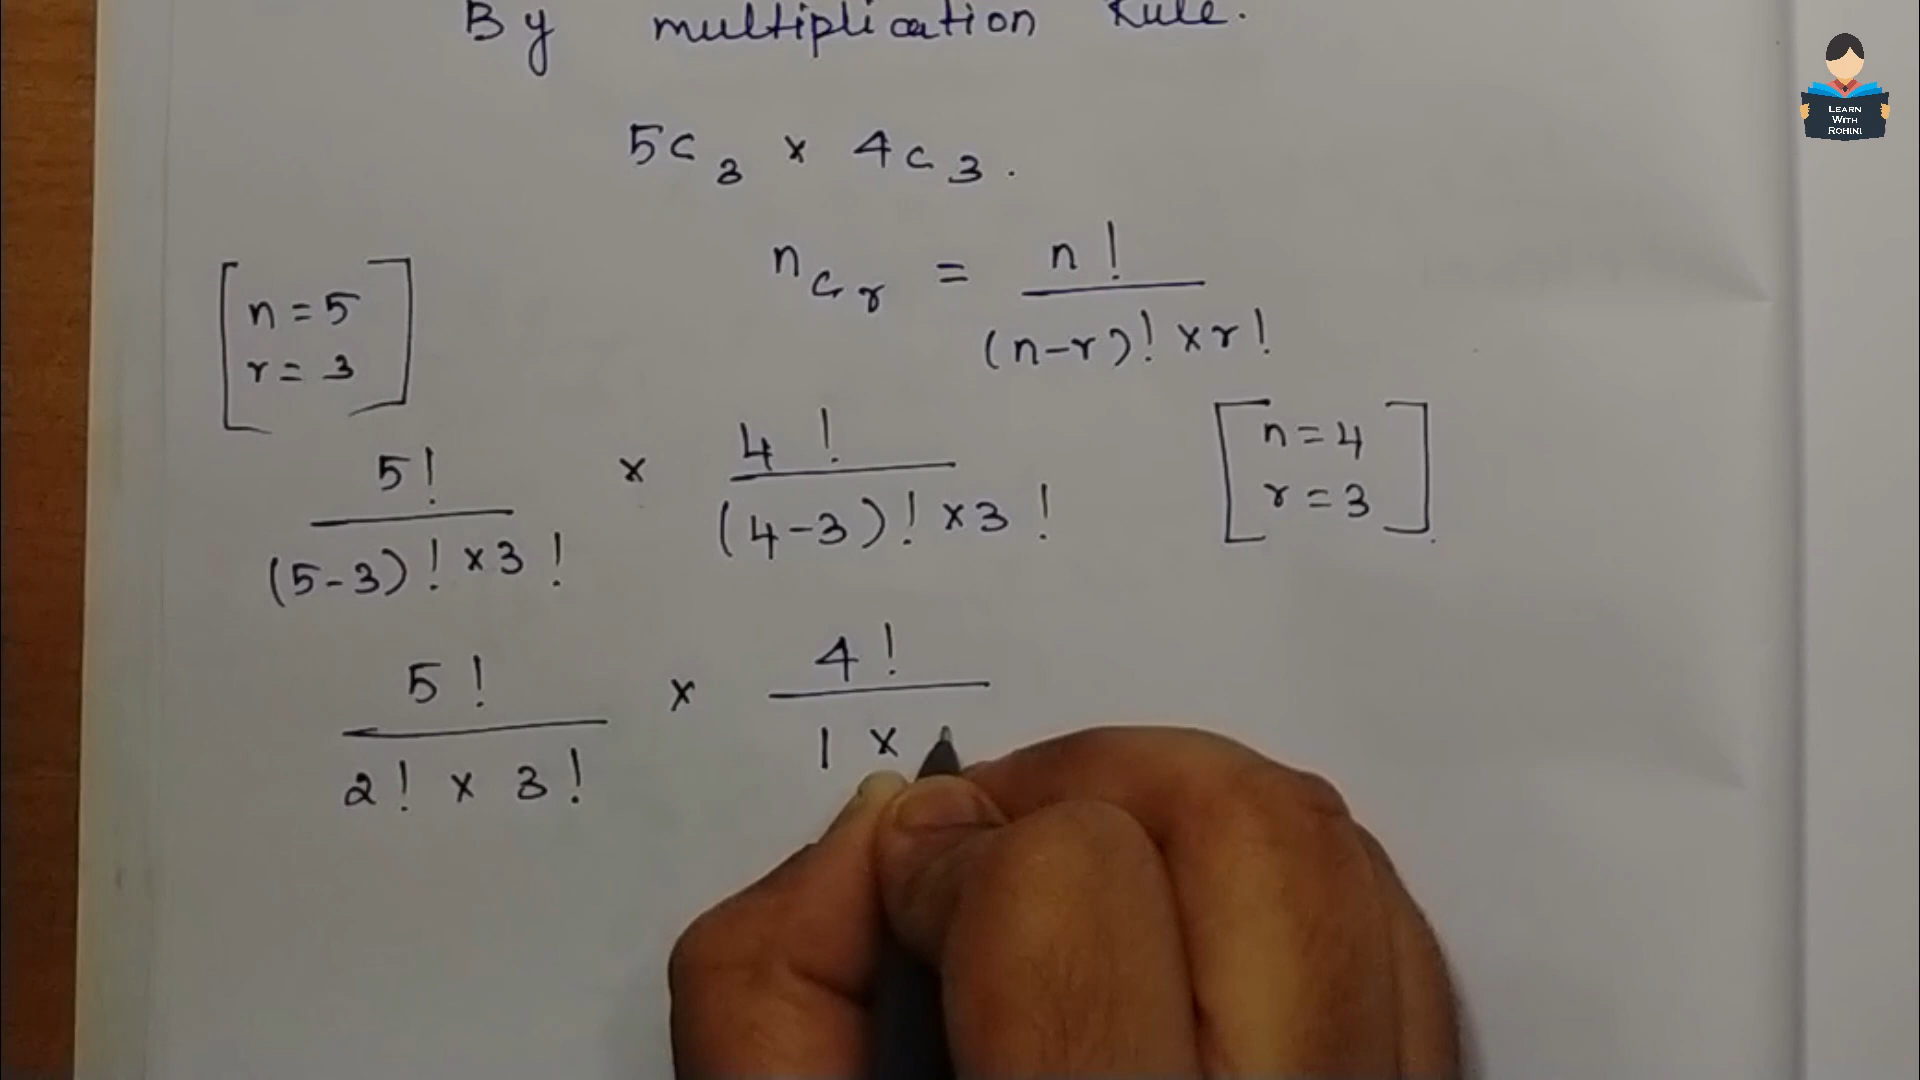 By multiplication Rule.
5C3 × 4C3.
nCr = n! / (n-r)! × r!
[n = 5
r = 3]
5! / (5-3)! × 3! × 4! / (4-3)! × 3!
[n = 4
r = 3]
5! / 2! × 3! × 4! / 1 ×
LEARN
WITH
ROHINI